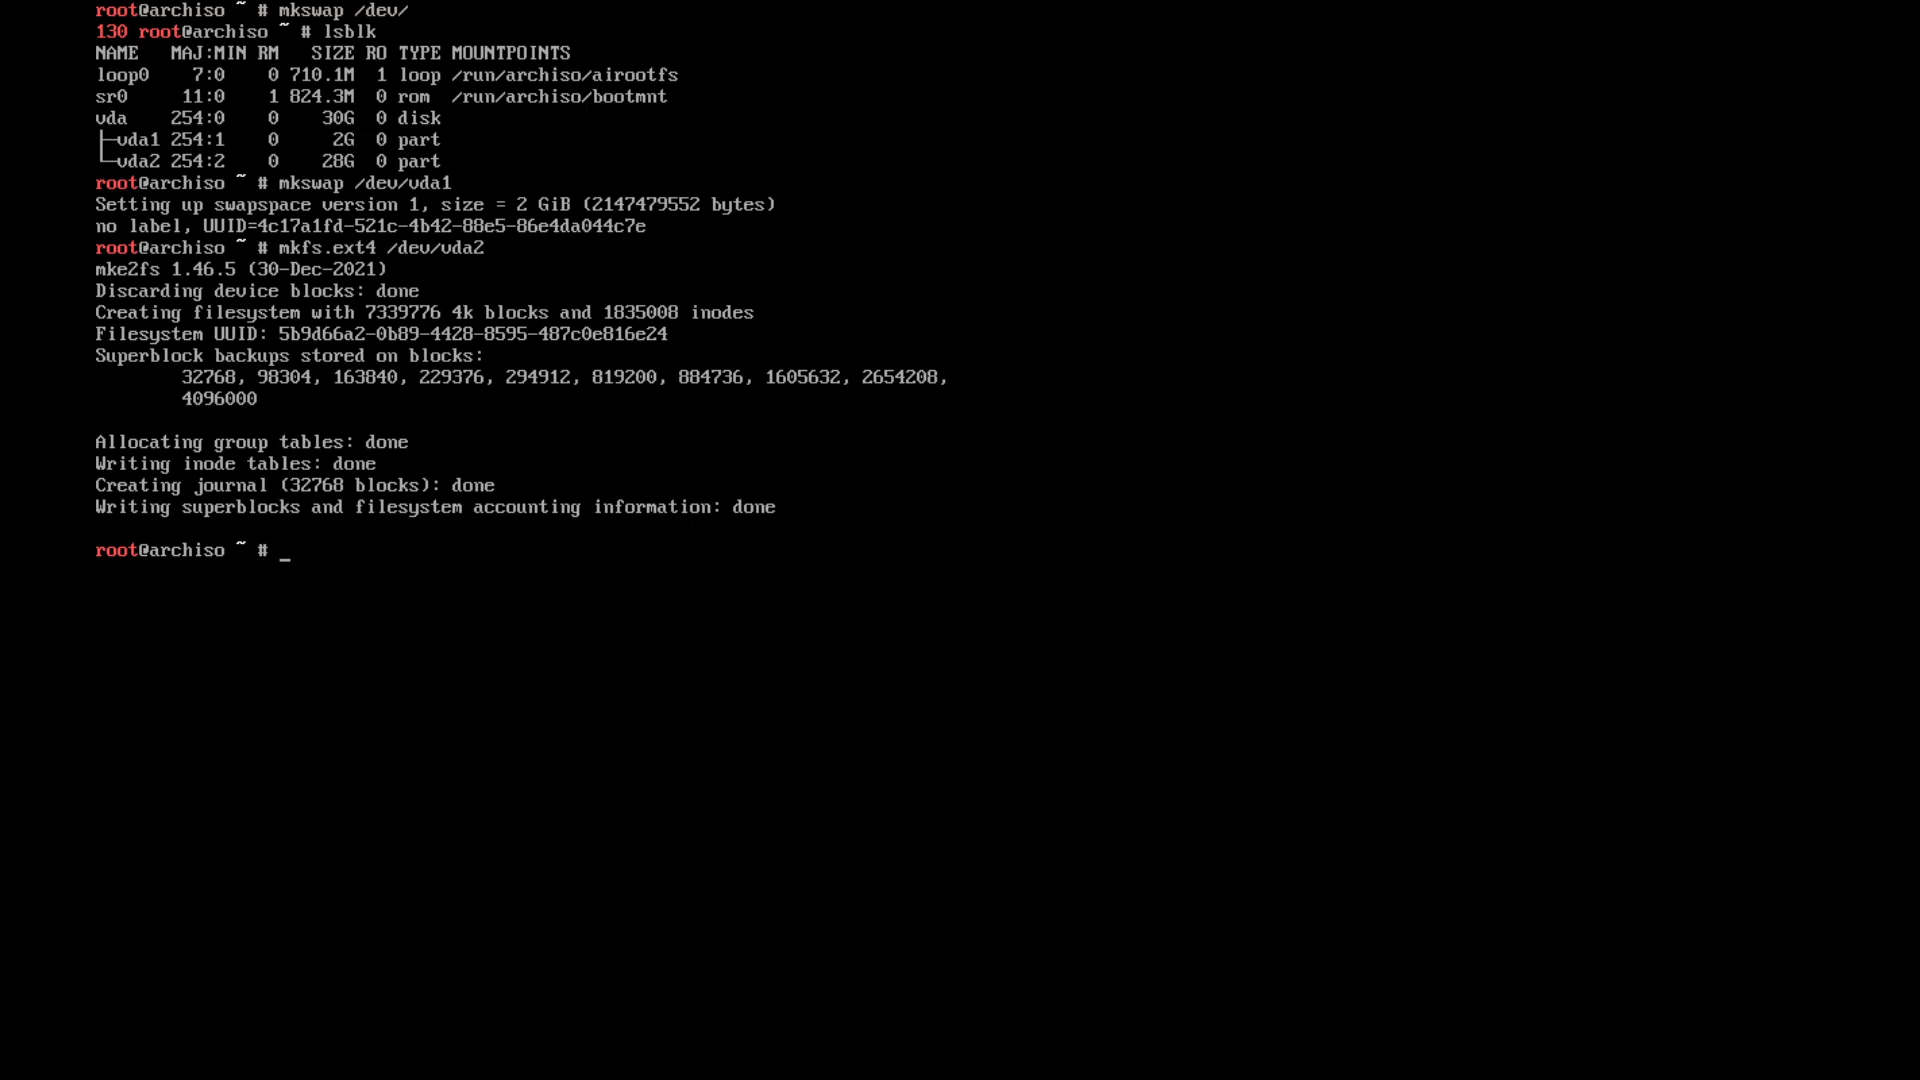 root@archiso ~ # mkswap /dev/
130 root@archiso ~ # lsblk
NAME   MAJ:MIN RM   SIZE RO TYPE MOUNTPOINTS
loop0    7:0    0 710.1M  1 loop /run/archiso/airootfs
sr0     11:0    1 824.3M  0 rom  /run/archiso/bootmnt
vda    254:0    0    30G  0 disk
├─vda1 254:1    0     2G  0 part
└─vda2 254:2    0    28G  0 part
root@archiso ~ # mkswap /dev/vda1
Setting up swapspace version 1, size = 2 GiB (2147479552 bytes)
no label, UUID=4c17a1fd-521c-4b42-88e5-86e4da044c7e
root@archiso ~ # mkfs.ext4 /dev/vda2
mke2fs 1.46.5 (30-Dec-2021)
Discarding device blocks: done
Creating filesystem with 7339776 4k blocks and 1835008 inodes
Filesystem UUID: 5b9d66a2-0b89-4428-8595-487c0e816e24
Superblock backups stored on blocks:
        32768, 98304, 163840, 229376, 294912, 819200, 884736, 1605632, 2654208,
        4096000
Allocating group tables: done
Writing inode tables: done
Creating journal (32768 blocks): done
Writing superblocks and filesystem accounting information: done
root@archiso ~ # _